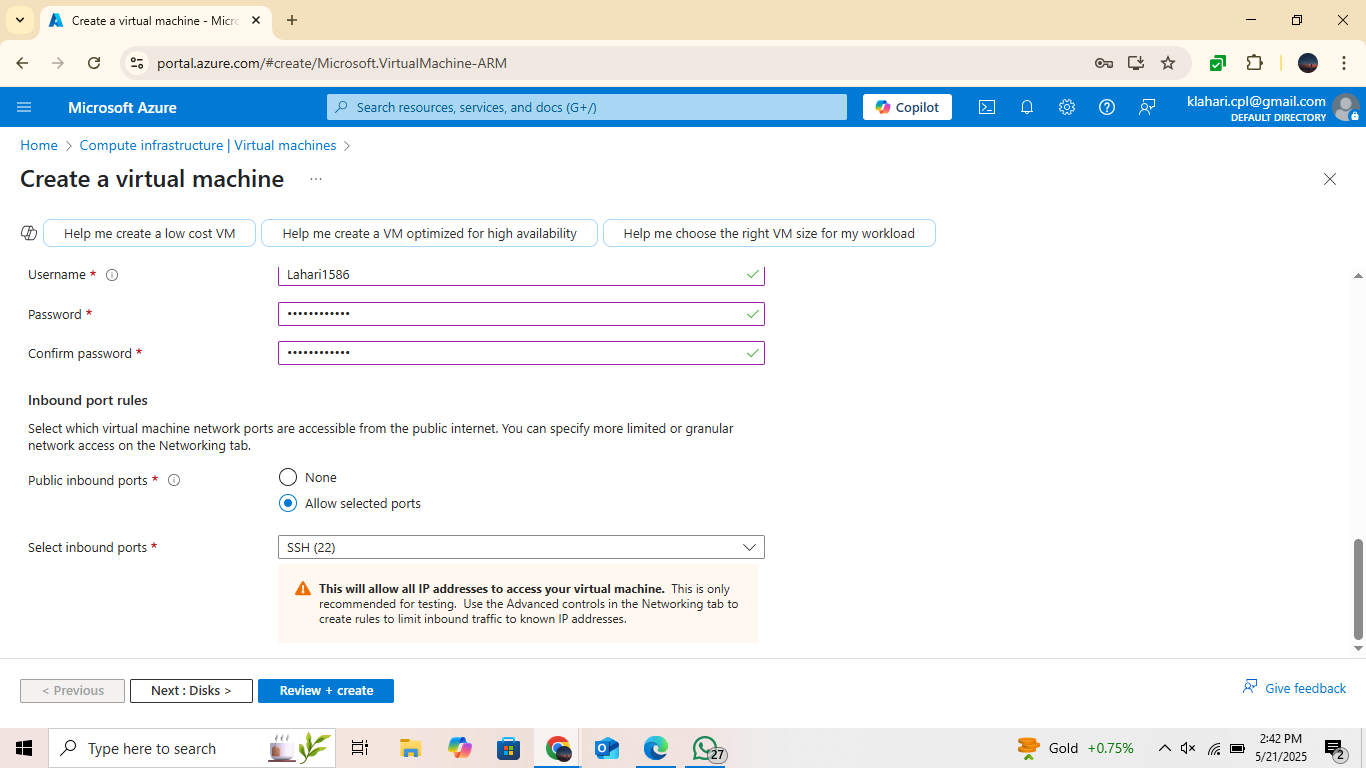 Create a virtual machine - Micr
portal.azure.com/#create/Microsoft.VirtualMachine-ARM
Microsoft Azure
Search resources, services, and docs (G+/)
Copilot
klahari.cpl@gmail.com
DEFAULT DIRECTORY
Home > Compute infrastructure | Virtual machines >
Create a virtual machine ...
Help me create a low cost VM
Help me create a VM optimized for high availability
Help me choose the right VM size for my workload
Username *
Lahari1586
Password *
••••••••••••
Confirm password *
••••••••••••
Inbound port rules
Select which virtual machine network ports are accessible from the public internet. You can specify more limited or granular
network access on the Networking tab.
Public inbound ports *
None
Allow selected ports
Select inbound ports *
SSH (22)
This will allow all IP addresses to access your virtual machine. This is only
recommended for testing. Use the Advanced controls in the Networking tab to
create rules to limit inbound traffic to known IP addresses.
< Previous
Next : Disks >
Review + create
Give feedback
Type here to search
27
Gold +0.75%
2:42 PM
5/21/2025
2